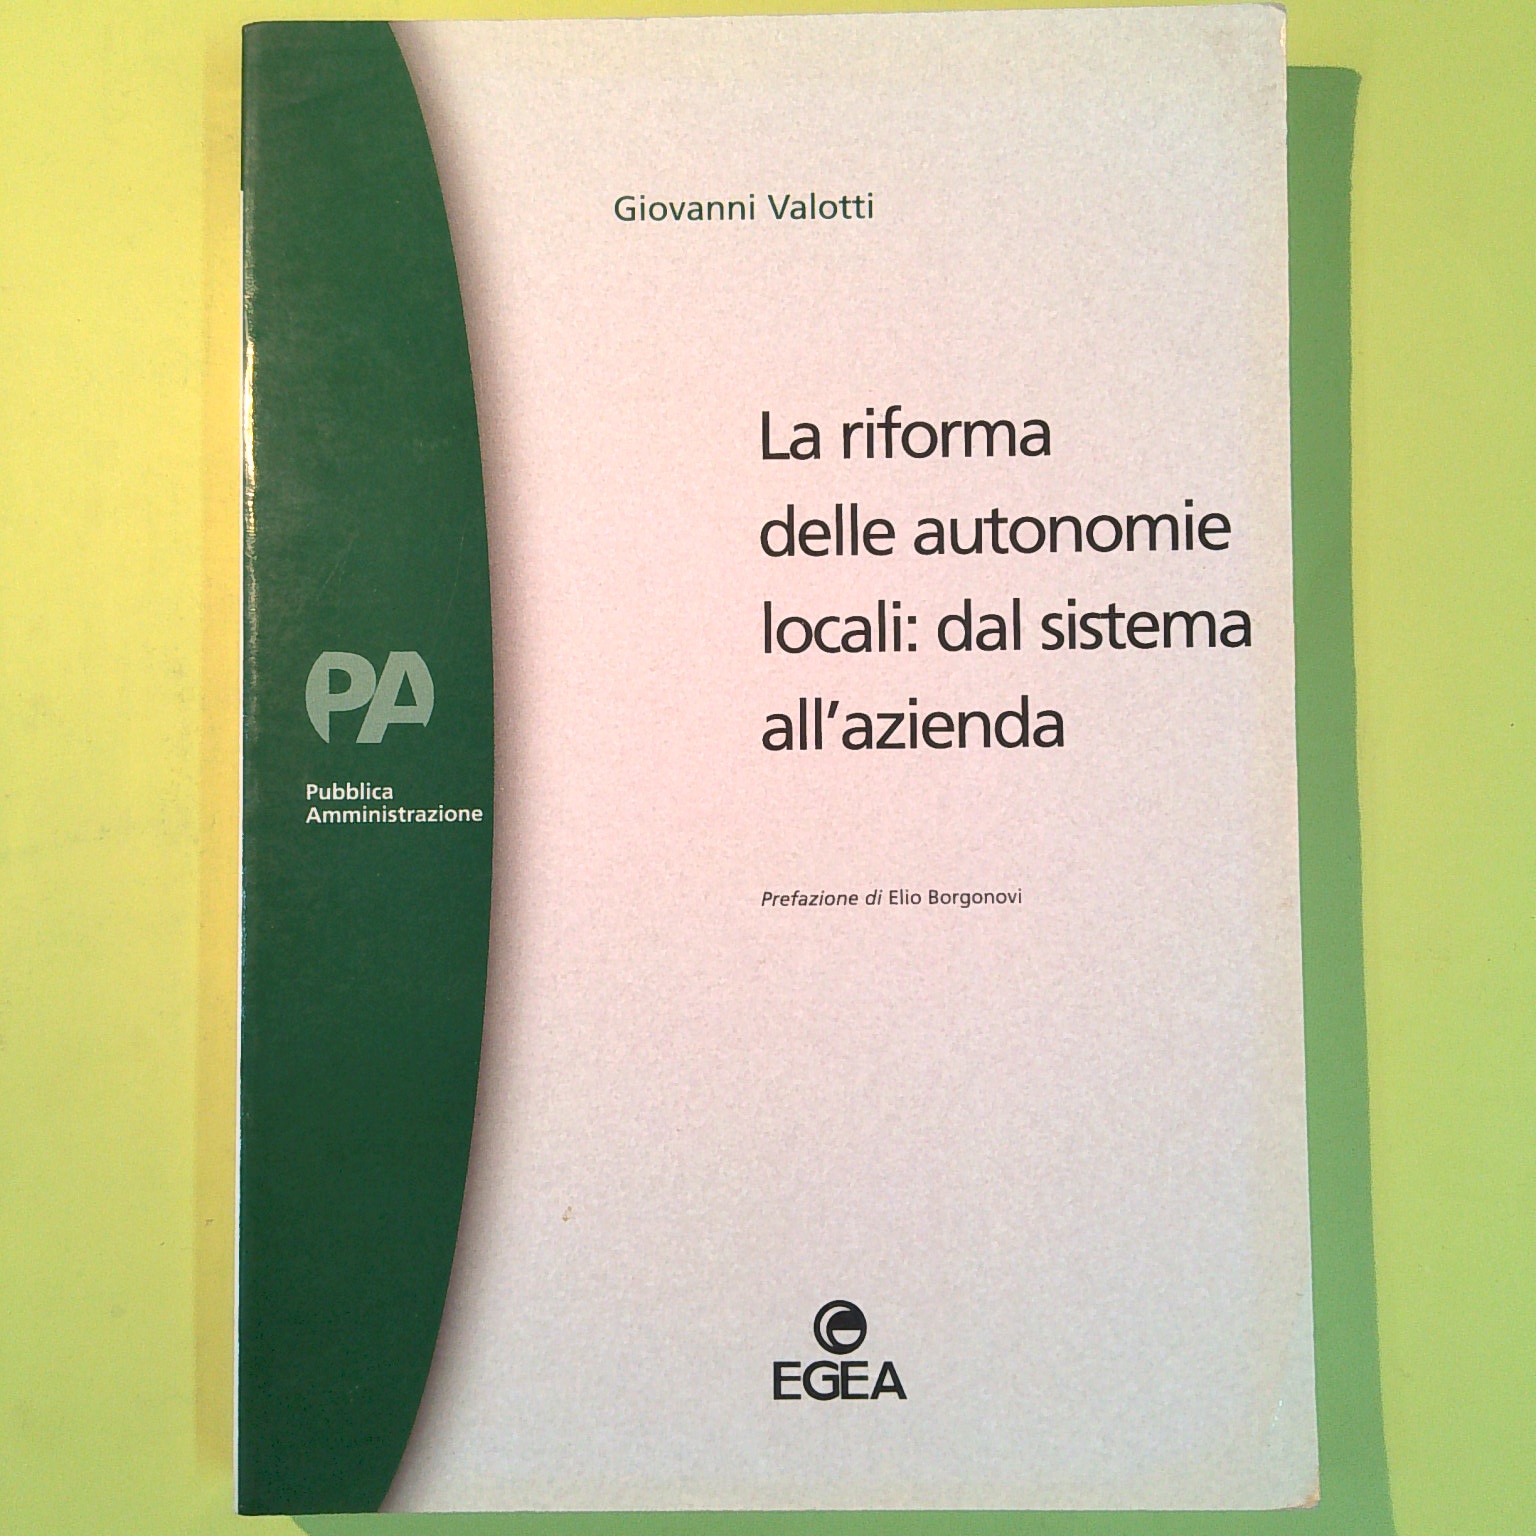 Giovanni Valotti
La riforma
delle autonomie
locali: dal sistema
all'azienda
PA
Pubblica
Amministrazione
Prefazione di Elio Borgonovi
EGEA